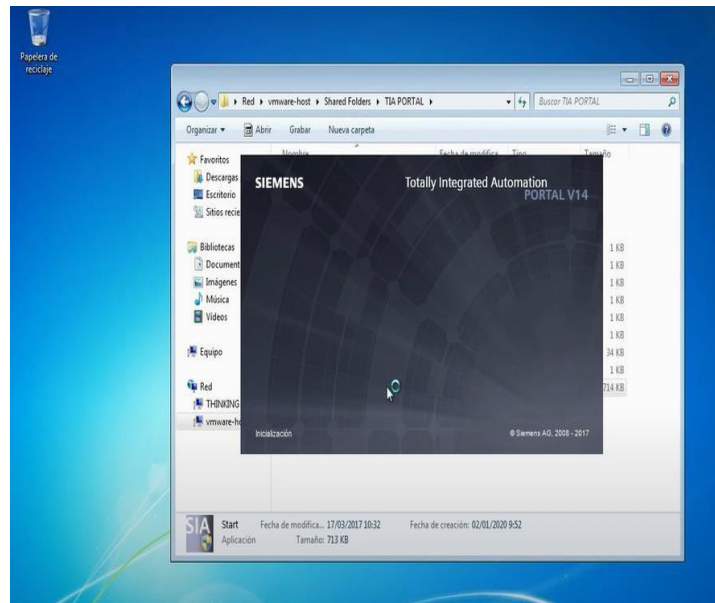 Papelera de
reciclaje
Red ▸ vmware-host ▸ Shared Folders ▸ TIA PORTAL ▸
Buscar TIA PORTAL
Organizar
Abrir
Grabar
Nueva carpeta
Nombre
Fecha de modifica...
Tipo
Tamaño
Favoritos
Descargas
Escritorio
Sitios recie
Bibliotecas
Document
Imágenes
Música
Vídeos
Equipo
Red
THINKING
vmware-ho
SIEMENS
Totally Integrated Automation
PORTAL V14
Inicialización
© Siemens AG, 2008 - 2017
1 KB
1 KB
1 KB
1 KB
1 KB
1 KB
34 KB
1 KB
714 KB
SIA
Start
Fecha de modifica... 17/03/2017 10:32
Fecha de creación: 02/01/2020 9:52
Aplicación
Tamaño: 713 KB